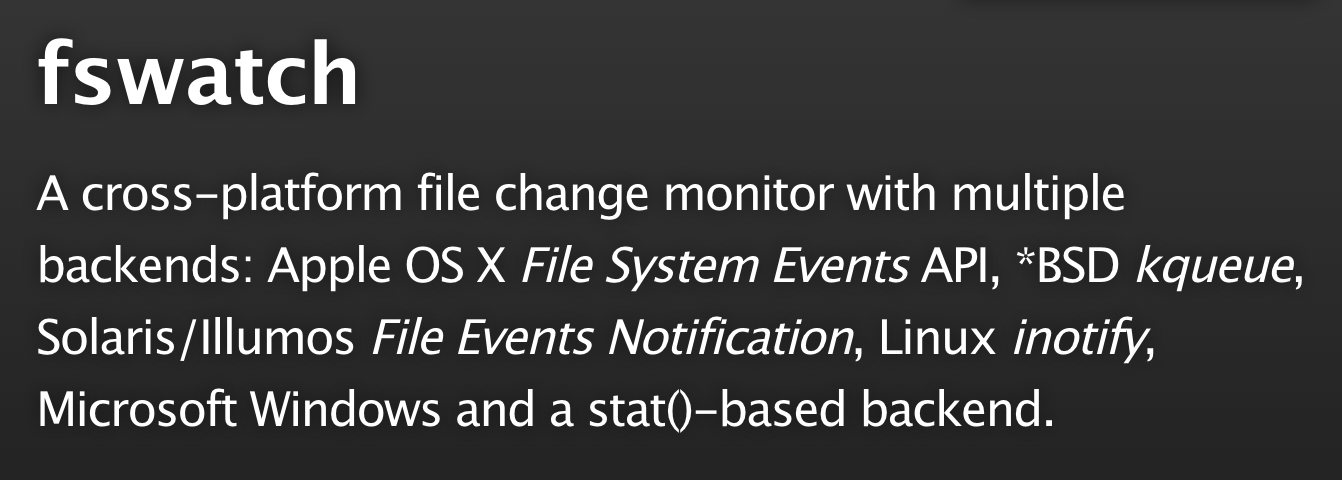 fswatch
A cross-platform file change monitor with multiple
backends: Apple OS X File System Events API, *BSD kqueue,
Solaris/Illumos File Events Notification, Linux inotify,
Microsoft Windows and a stat()-based backend.